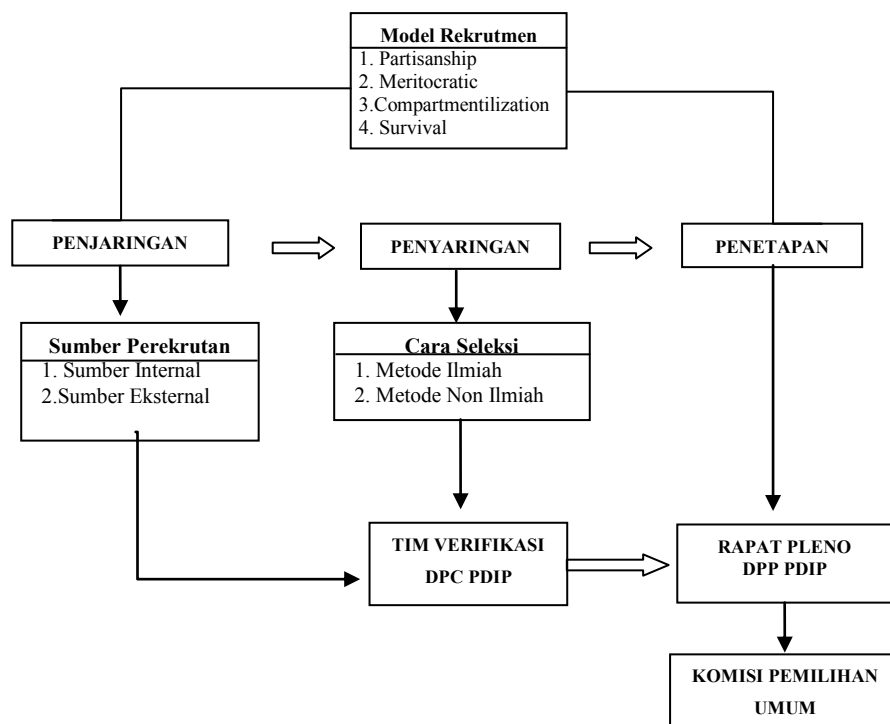 Model Rekrutmen
1. Partisanship
2. Meritocratic
3.Compartmentilization
4. Survival
PENJARINGAN
PENYARINGAN
PENETAPAN
Sumber Perekrutan
1. Sumber Internal
2.Sumber Eksternal
Cara Seleksi
1. Metode Ilmiah
2. Metode Non Ilmiah
TIM VERIFIKASI
DPC PDIP
RAPAT PLENO
DPP PDIP
KOMISI PEMILIHAN
UMUM